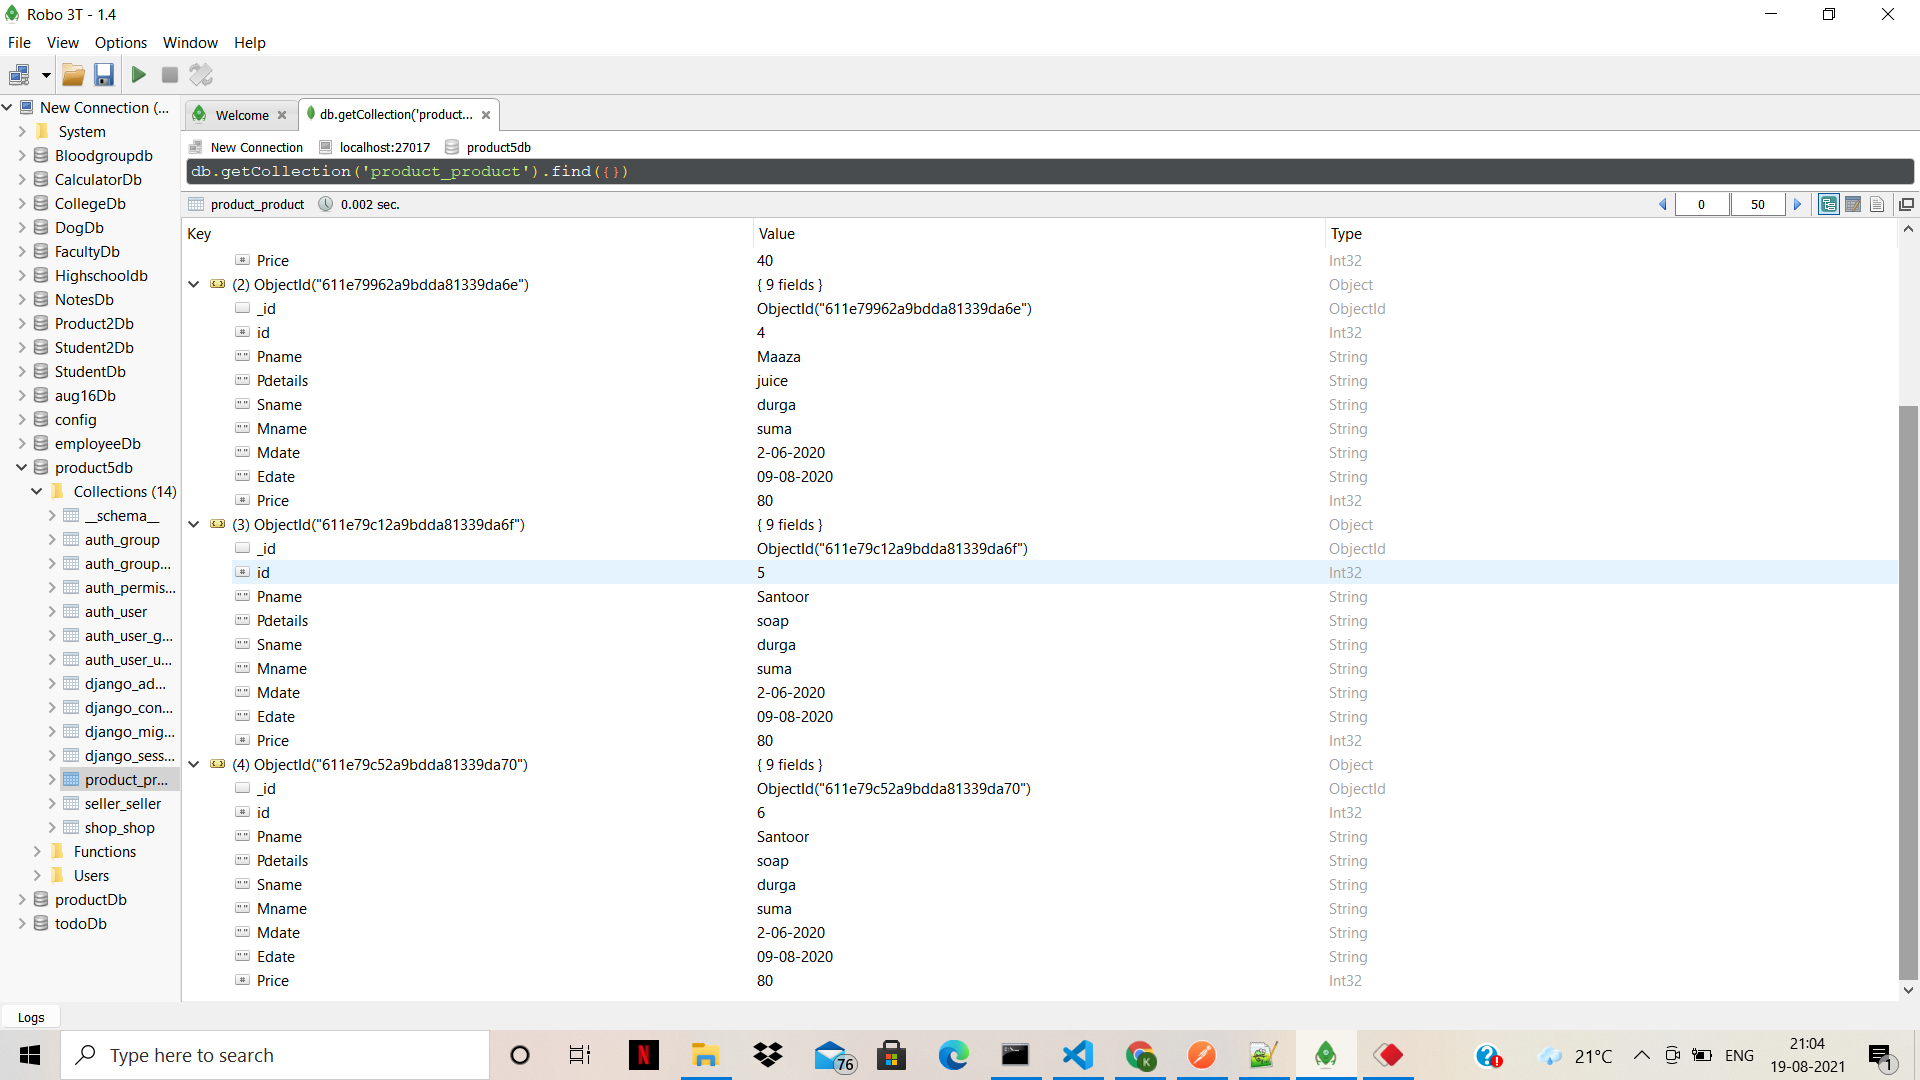 Robo 3T - 1.4
File View Options Window Help
New Connection (...
System
Bloodgroupdb
CalculatorDb
CollegeDb
DogDb
FacultyDb
Highschooldb
NotesDb
Product2Db
Student2Db
StudentDb
aug16Db
config
employeeDb
product5db
Collections (14)
__schema__
auth_group
auth_group...
auth_permis...
auth_user
auth_user_g...
auth_user_u...
django_ad...
django_con...
django_mig...
django_sess...
product_pr...
seller_seller
shop_shop
Functions
Users
productDb
todoDb
Welcome db.getCollection('product...
New Connection localhost:27017 product5db
db.getCollection('product_product').find({})
product_product 0.002 sec. 0 50
Key Value Type
Price 40 Int32
(2) ObjectId("611e79962a9bdda81339da6e") { 9 fields } Object
_id ObjectId("611e79962a9bdda81339da6e") ObjectId
id 4 Int32
Pname Maaza String
Pdetails juice String
Sname durga String
Mname suma String
Mdate 2-06-2020 String
Edate 09-08-2020 String
Price 80 Int32
(3) ObjectId("611e79c12a9bdda81339da6f") { 9 fields } Object
_id ObjectId("611e79c12a9bdda81339da6f") ObjectId
id 5 Int32
Pname Santoor String
Pdetails soap String
Sname durga String
Mname suma String
Mdate 2-06-2020 String
Edate 09-08-2020 String
Price 80 Int32
(4) ObjectId("611e79c52a9bdda81339da70") { 9 fields } Object
_id ObjectId("611e79c52a9bdda81339da70") ObjectId
id 6 Int32
Pname Santoor String
Pdetails soap String
Sname durga String
Mname suma String
Mdate 2-06-2020 String
Edate 09-08-2020 String
Price 80 Int32
Logs
Type here to search
N
76
K
21°C
ENG
21:04
19-08-2021
1